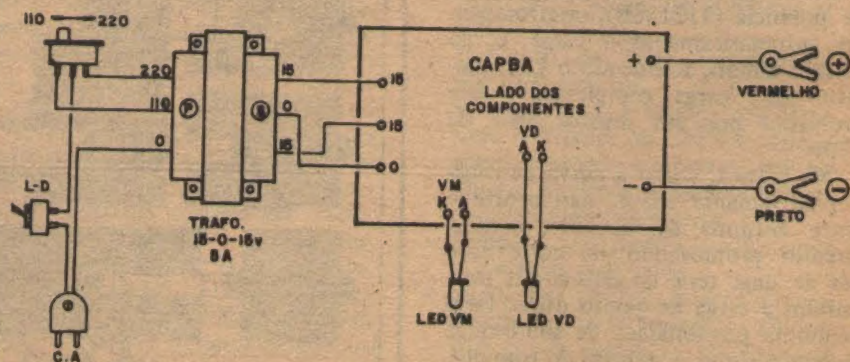 110 220
220
110
0
P
S
15
0
15
15
15
0
CAPBA
LADO DOS
COMPONENTES
VD
A K
VM
K A
+
VERMELHO
+
-
PRETO
-
L-D
TRAFO.
15-0-15v
5A
LED VM
LED VD
C.A